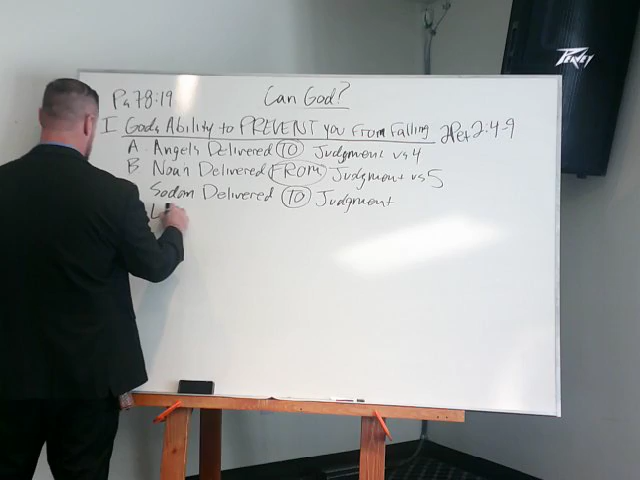 Ps 78:19 Can God?
I Gods Ability to PREVENT you From Falling 2Pet 2:4-9
A Angels Delivered TO Judgment vs 4
B Noah Delivered FROM Judgment vs 5
Sodom Delivered TO Judgment
L
PEAVEY